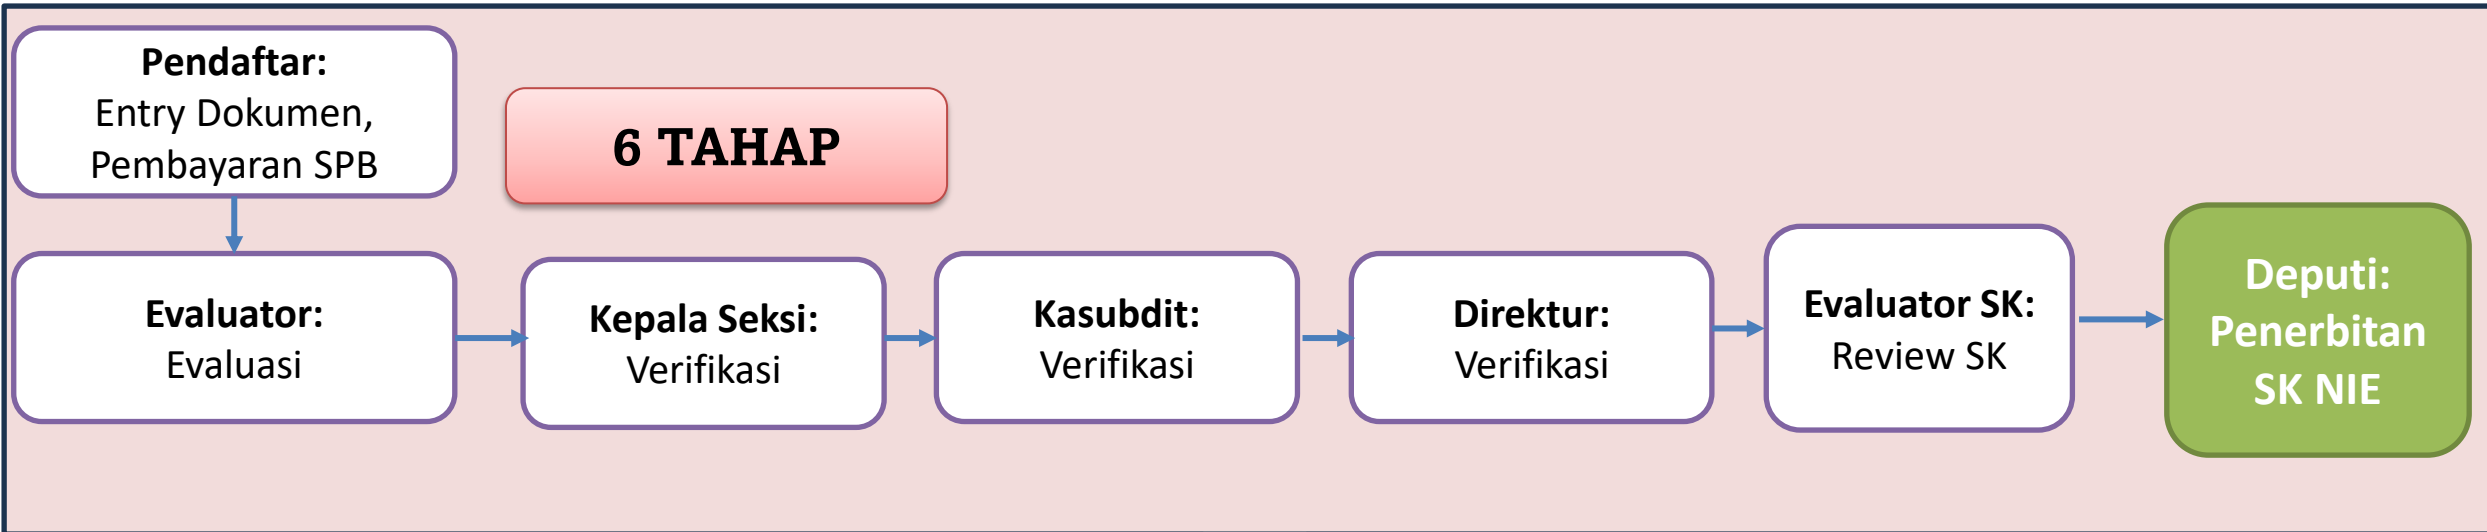 Pendaftar:
Entry Dokumen,
Pembayaran SPB
6 TAHAP
Evaluator:
Evaluasi
Kepala Seksi:
Verifikasi
Kasubdit:
Verifikasi
Direktur:
Verifikasi
Evaluator SK:
Review SK
Deputi:
Penerbitan
SK NIE